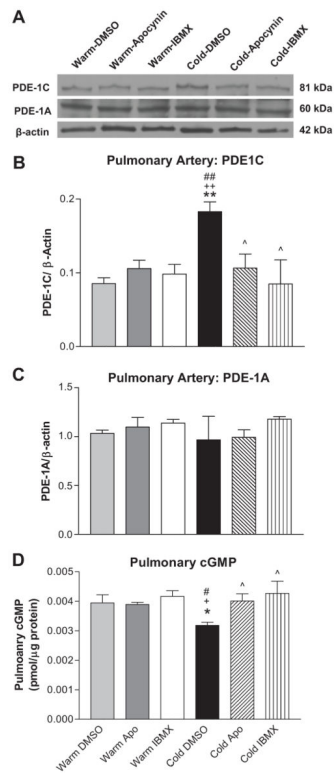 A
Warm-DMSO Warm-Apocynin Warm-IBMX Cold-DMSO Cold-Apocynin Cold-IBMX
PDE-1C 81 kDa
PDE-1A 60 kDa
β-actin 42 kDa
B
Pulmonary Artery: PDE1C
##
++
**
^ ^
0.2
0.1
0.0
PDE-1C/ β-Actin
C
Pulmonary Artery: PDE-1A
1.5
1.0
0.5
0.0
PDE-1A/β-actin
D
Pulmonary cGMP
#
+
*
^ ^
0.005
0.004
0.003
0.002
0.001
0.000
Pulmoanry cGMP
(pmol/μg protein)
Warm DMSO Warm Apo Warm IBMX Cold DMSO Cold Apo Cold IBMX